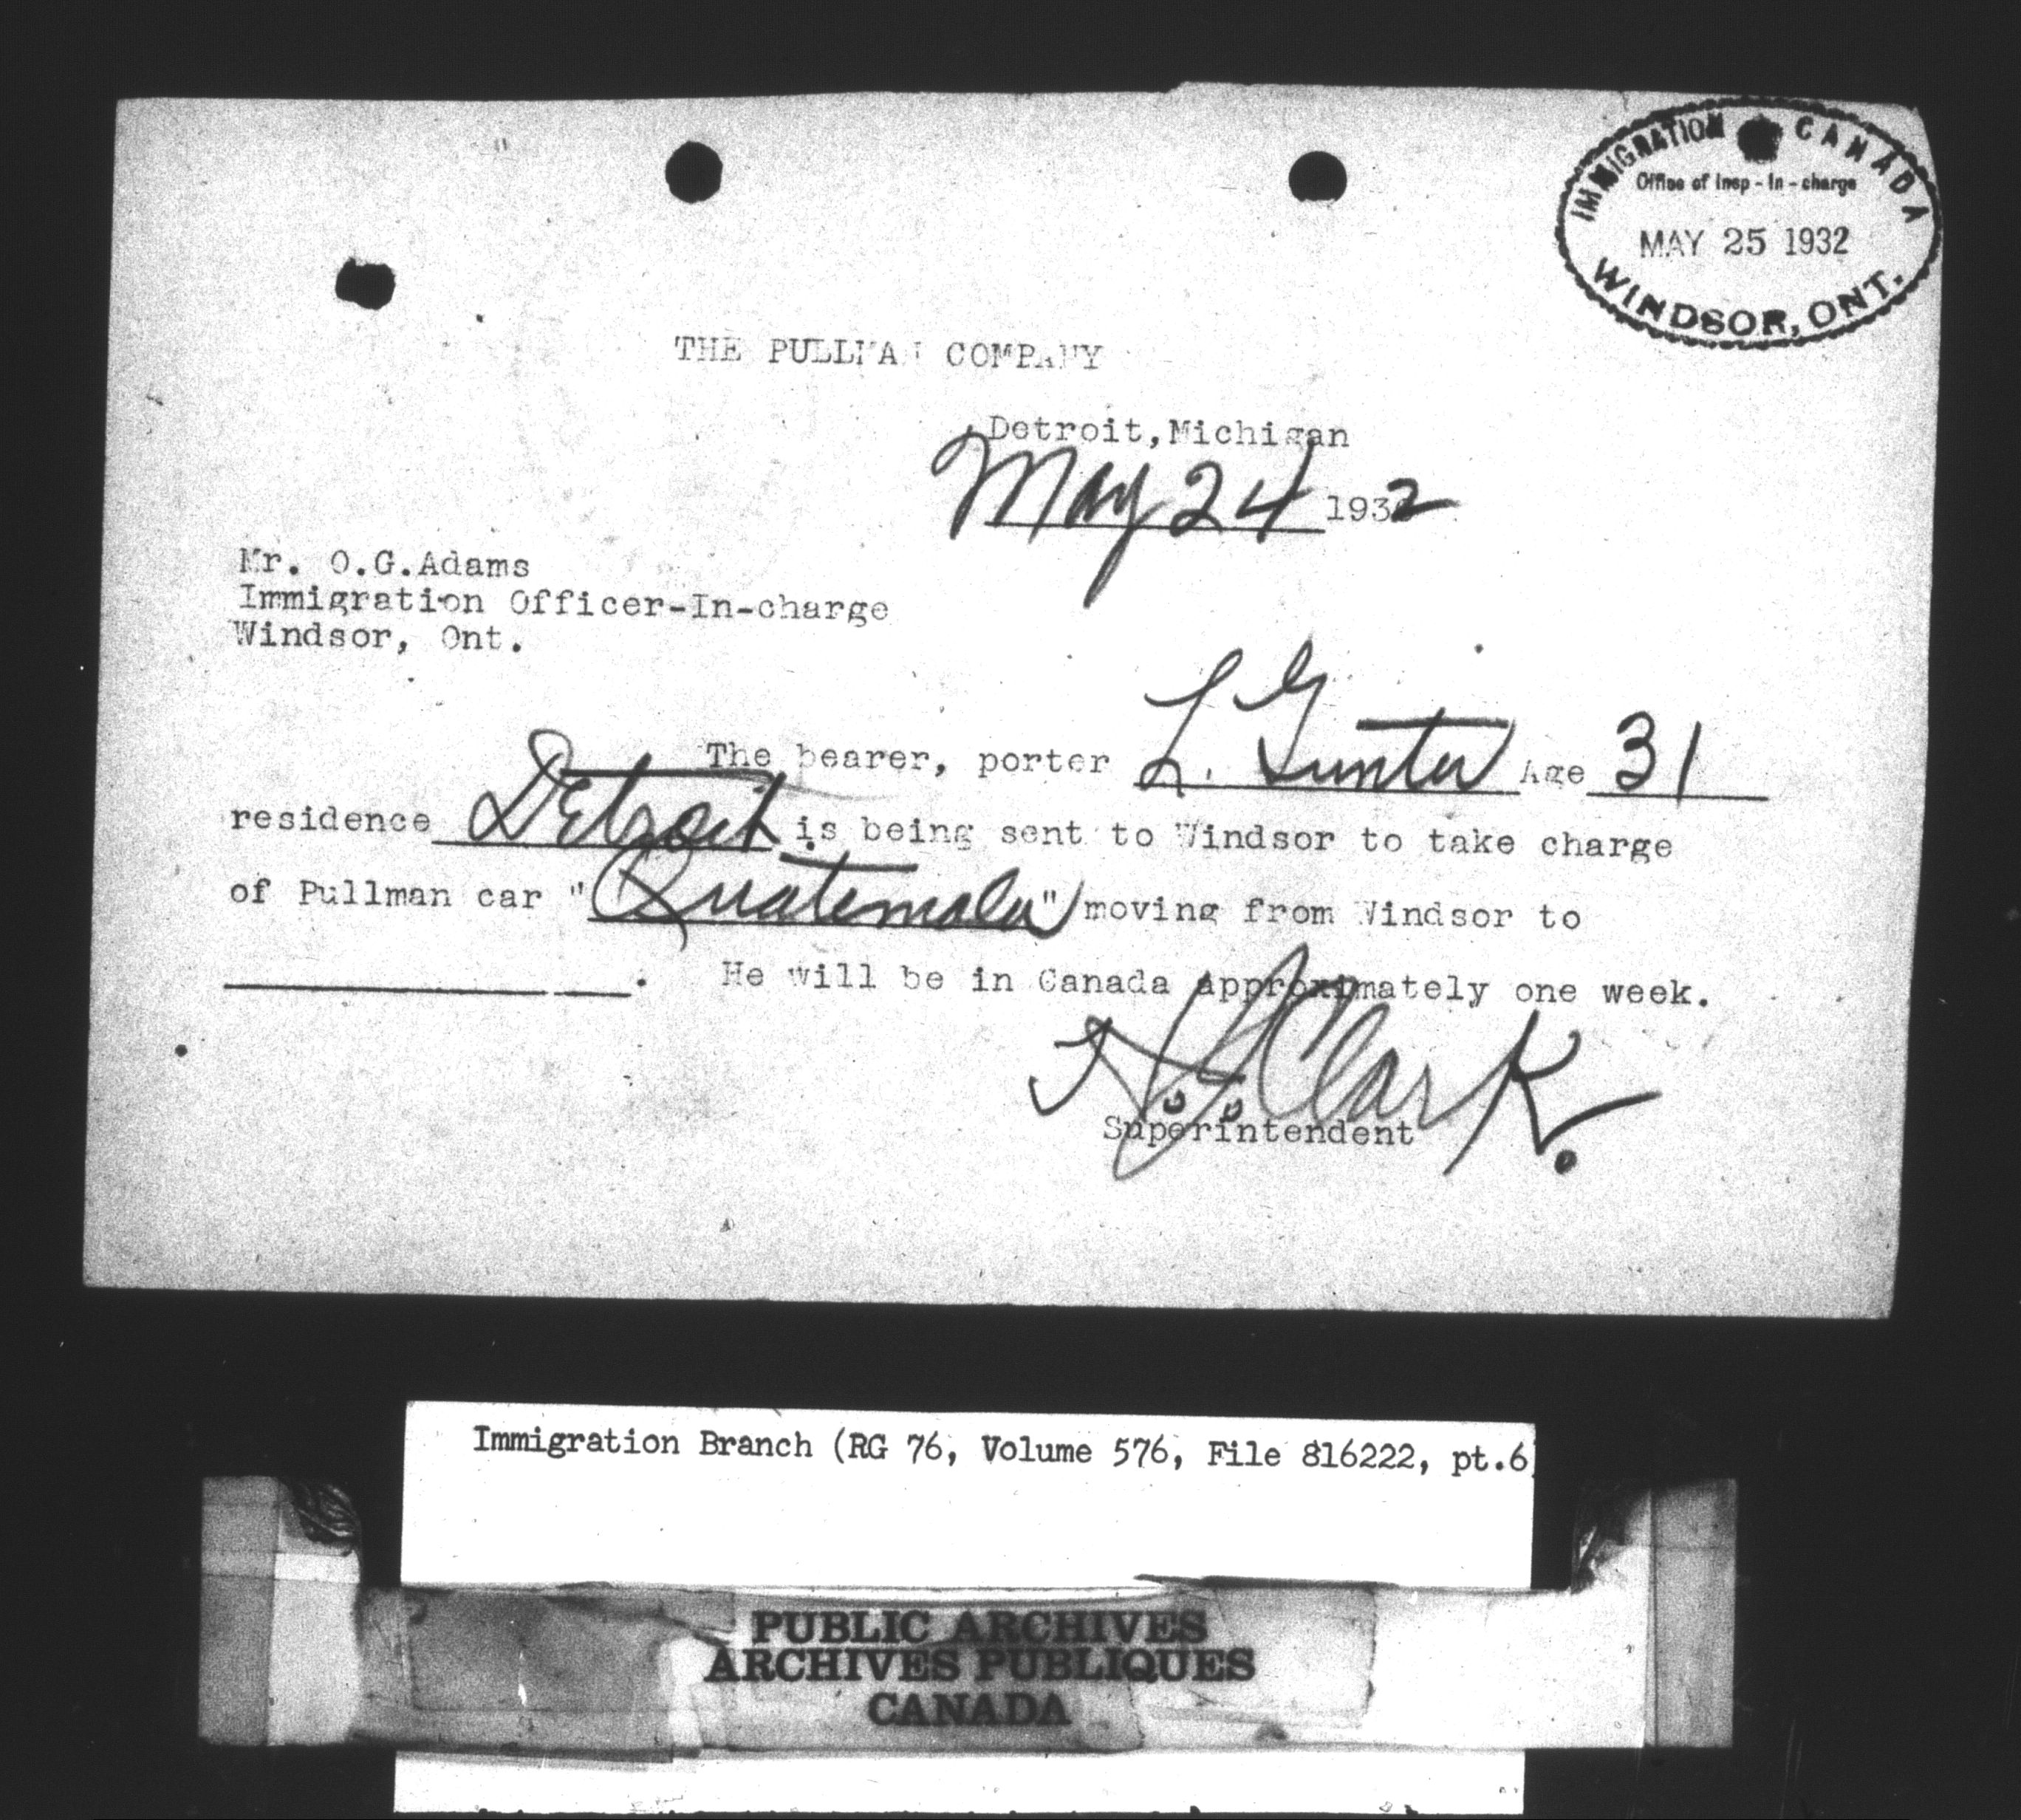 IMMIGRATION CANADA
Office of Insp-In-charge
MAY 25 1932
WINDSOR, ONT.
THE PULLMAN COMPANY
Detroit,Michigan
May 24 1932
Mr. O.G.Adams
Immigration Officer-In-charge
Windsor, Ont.
The bearer, porter L. Gunter Age 31
residence Detroit is being sent to Windsor to take charge
of Pullman car "Guatemala" moving from Windsor to
. He will be in Canada approximately one week.
Clark.
Superintendent
Immigration Branch (RG 76, Volume 576, File 816222, pt.6
PUBLIC ARCHIVES
ARCHIVES PUBLIQUES
CANADA